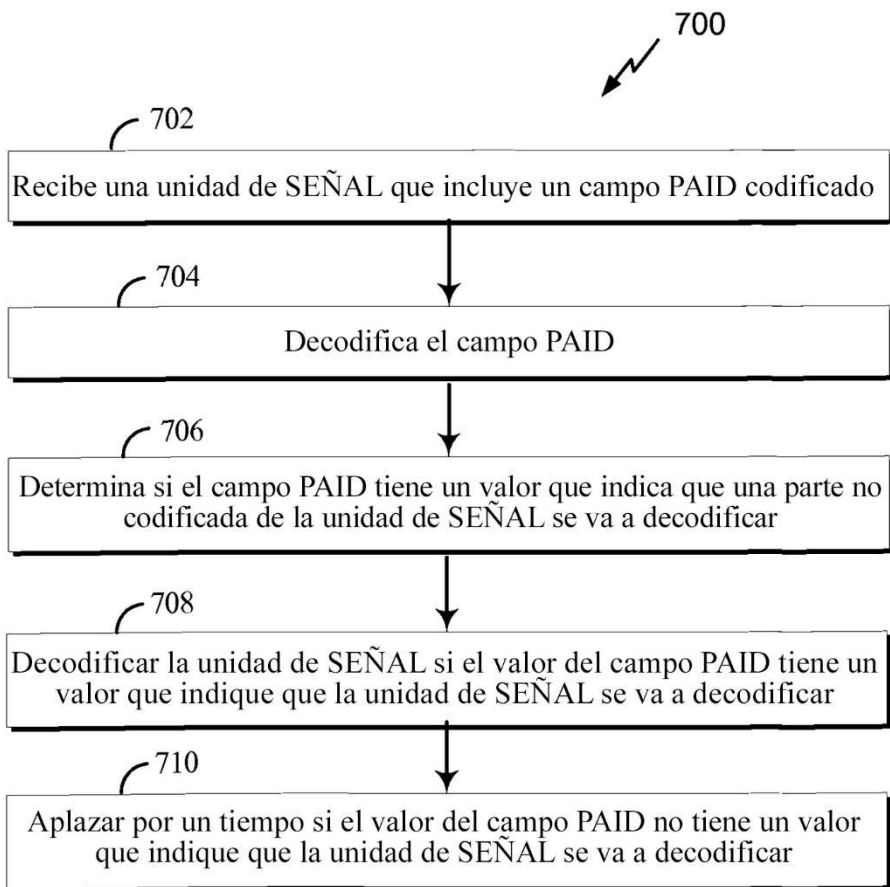 700
702
Recibe una unidad de SEÑAL que incluye un campo PAID codificado
704
Decodifica el campo PAID
706
Determina si el campo PAID tiene un valor que indica que una parte no
codificada de la unidad de SEÑAL se va a decodificar
708
Decodificar la unidad de SEÑAL si el valor del campo PAID tiene un
valor que indique que la unidad de SEÑAL se va a decodificar
710
Aplazar por un tiempo si el valor del campo PAID no tiene un valor
que indique que la unidad de SEÑAL se va a decodificar